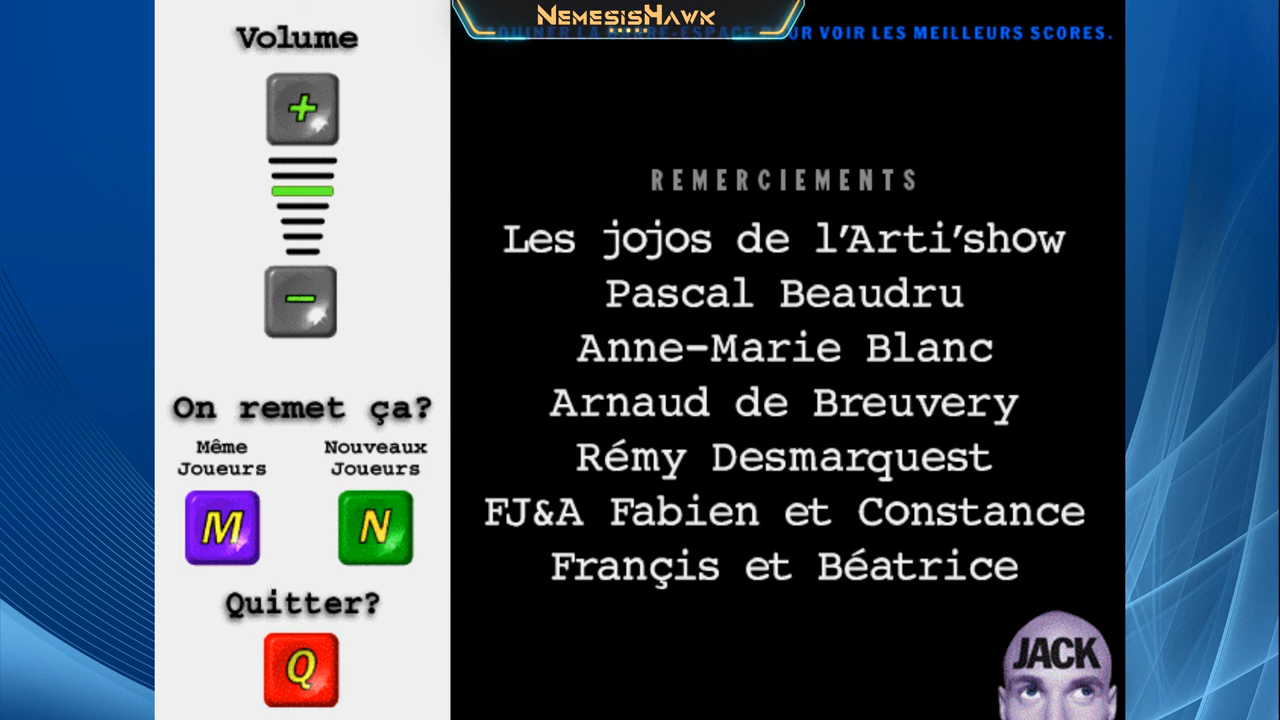 NemesisHawk
UR VOIR LES MEILLEURS SCORES.
Volume
+
−
On remet ça?
Même
Joueurs
Nouveaux
Joueurs
M
N
Quitter?
Q
REMERCIEMENTS
Les jojos de l'Arti'show
Pascal Beaudru
Anne-Marie Blanc
Arnaud de Breuvery
Rémy Desmarquest
FJ&A Fabien et Constance
Françis et Béatrice
JACK